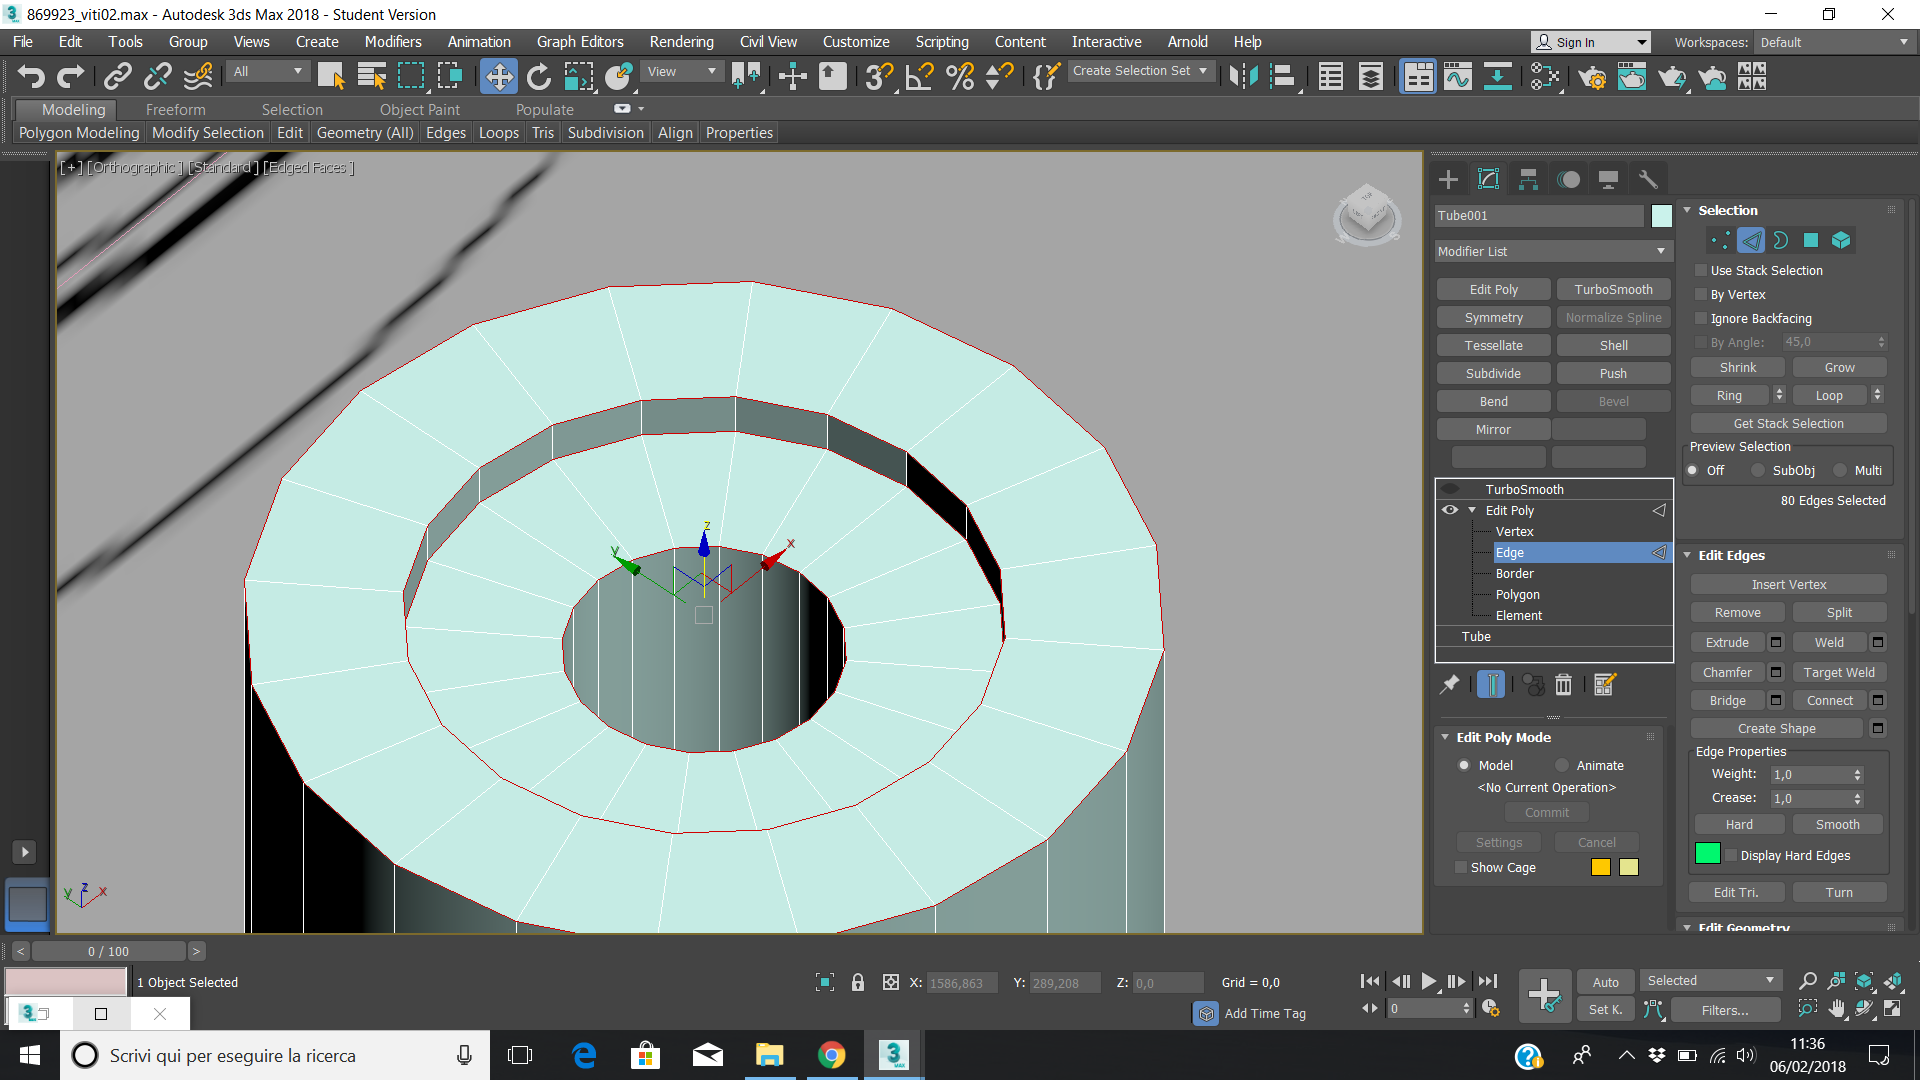 869923_viti02.max - Autodesk 3ds Max 2018 - Student Version
File Edit Tools Group Views Create Modifiers Animation Graph Editors Rendering Civil View Customize Scripting Content Interactive Arnold Help
Sign In Workspaces: Default
All View Create Selection Set
Modeling Freeform Selection Object Paint Populate
Polygon Modeling Modify Selection Edit Geometry (All) Edges Loops Tris Subdivision Align Properties
[+] [Orthographic] [Standard] [Edged Faces]
TOP
z
y
x
y z x
Tube001
Modifier List
Edit Poly TurboSmooth
Symmetry Normalize Spline
Tessellate Shell
Subdivide Push
Bend Bevel
Mirror
TurboSmooth
Edit Poly
Vertex
Edge
Border
Polygon
Element
Tube
Edit Poly Mode
Model Animate
<No Current Operation>
Commit
Settings Cancel
Show Cage
Selection
Use Stack Selection
By Vertex
Ignore Backfacing
By Angle: 45,0
Shrink Grow
Ring Loop
Get Stack Selection
Preview Selection
Off SubObj Multi
80 Edges Selected
Edit Edges
Insert Vertex
Remove Split
Extrude Weld
Chamfer Target Weld
Bridge Connect
Create Shape
Edge Properties
Weight: 1,0
Crease: 1,0
Hard Smooth
Display Hard Edges
Edit Tri. Turn
Edit Geometry
< 0 / 100 >
1 Object Selected
X: 1586,863 Y: 289,208 Z: 0,0 Grid = 0,0
Add Time Tag
0
Auto Selected
Set K. Filters...
Scrivi qui per eseguire la ricerca
3
MAX
11:36
06/02/2018